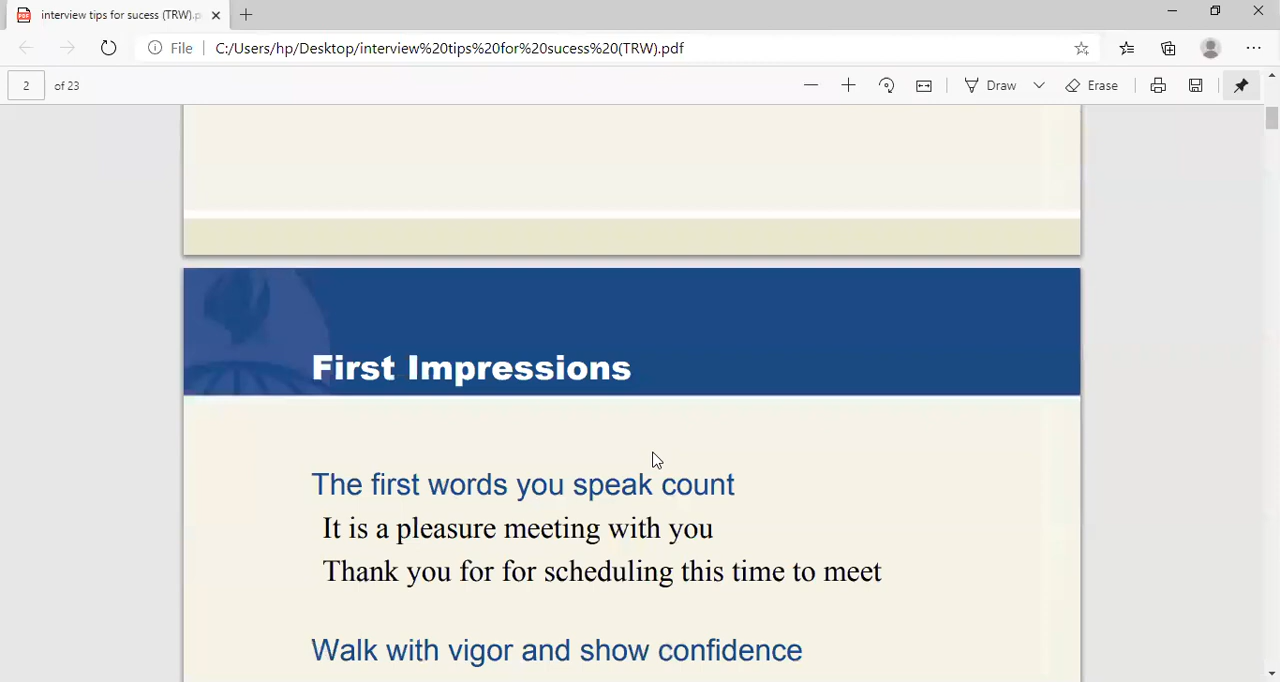 interview tips for sucess (TRW).p
File
C:/Users/hp/Desktop/interview%20tips%20for%20sucess%20(TRW).pdf
2 of 23
Draw
Erase
First Impressions
The first words you speak count
It is a pleasure meeting with you
Thank you for for scheduling this time to meet
Walk with vigor and show confidence